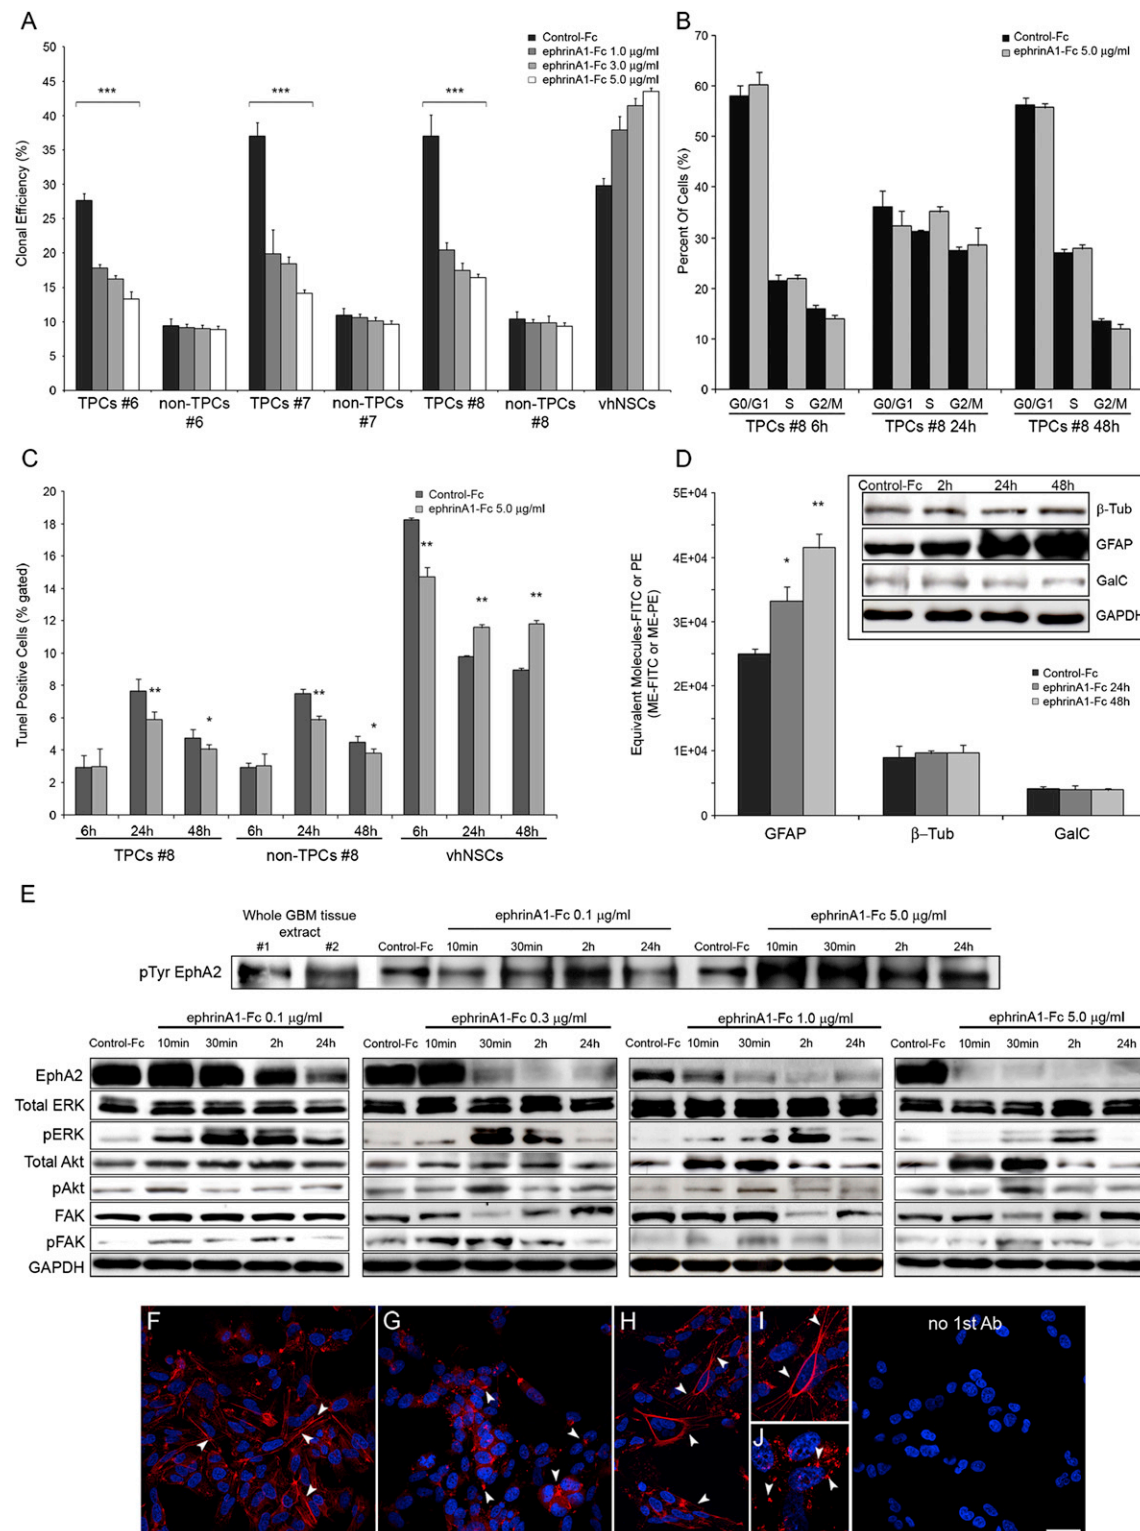 A
Control-Fc
ephrinA1-Fc 1.0 μg/ml
ephrinA1-Fc 3.0 μg/ml
ephrinA1-Fc 5.0 μg/ml
50
45
40
35
30
25
20
15
10
5
0
Clonal Efficiency (%)
*** *** ***
TPCs #6 non-TPCs #6 TPCs #7 non-TPCs #7 TPCs #8 non-TPCs #8 vhNSCs
B
Control-Fc
ephrinA1-Fc 5.0 μg/ml
70
60
50
40
30
20
10
0
Percent Of Cells (%)
G0/G1 S G2/M G0/G1 S G2/M G0/G1 S G2/M
TPCs #8 6h TPCs #8 24h TPCs #8 48h
C
Control-Fc
ephrinA1-Fc 5.0 μg/ml
20
18
16
14
12
10
8
6
4
2
0
Tunel Positive Cells (% gated)
** * ** * ** ** **
6h 24h 48h 6h 24h 48h 6h 24h 48h
TPCs #8 non-TPCs #8 vhNSCs
D
Control-Fc 2h 24h 48h
β-Tub
GFAP
GalC
GAPDH
5E+04
4E+04
3E+04
2E+04
1E+04
0
Equivalent Molecules-FITC or PE
(ME-FITC or ME-PE)
* **
Control-Fc
ephrinA1-Fc 24h
ephrinA1-Fc 48h
GFAP β–Tub GalC
E
Whole GBM tissue
extract
ephrinA1-Fc 0.1 μg/ml ephrinA1-Fc 5.0 μg/ml
#1 #2 Control-Fc 10min 30min 2h 24h Control-Fc 10min 30min 2h 24h
pTyr EphA2
ephrinA1-Fc 0.1 μg/ml ephrinA1-Fc 0.3 μg/ml ephrinA1-Fc 1.0 μg/ml ephrinA1-Fc 5.0 μg/ml
Control-Fc 10min 30min 2h 24h Control-Fc 10min 30min 2h 24h Control-Fc 10min 30min 2h 24h Control-Fc 10min 30min 2h 24h
EphA2
Total ERK
pERK
Total Akt
pAkt
FAK
pFAK
GAPDH
F G H I no 1st Ab
J